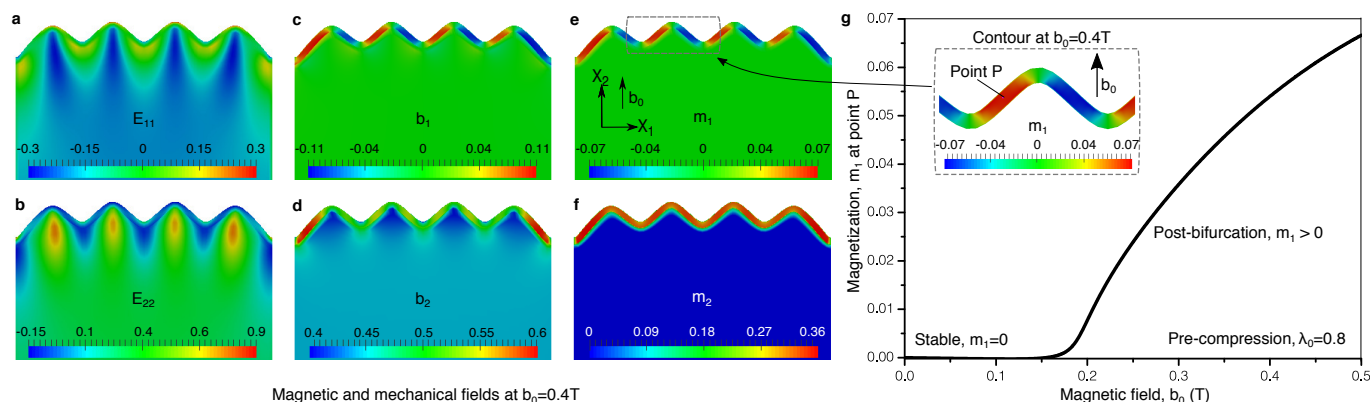 a
E11
-0.3 -0.15 0 0.15 0.3
b
E22
-0.15 0.1 0.4 0.6 0.9
c
b1
-0.11 -0.04 0 0.04 0.11
d
b2
0.4 0.45 0.5 0.55 0.6
e
X2
b0
X1
m1
-0.07 -0.04 0 0.04 0.07
f
m2
0 0.09 0.18 0.27 0.36
Magnetic and mechanical fields at b0=0.4T
g
Magnetization, m1 at point P
0.07
0.06
0.05
0.04
0.03
0.02
0.01
0.00
Contour at b0=0.4T
Point P
b0
m1
-0.07 -0.04 0 0.04 0.07
Post-bifurcation, m1 > 0
Stable, m1=0
Pre-compression, λ0=0.8
0.0 0.1 0.2 0.3 0.4 0.5
Magnetic field, b0 (T)